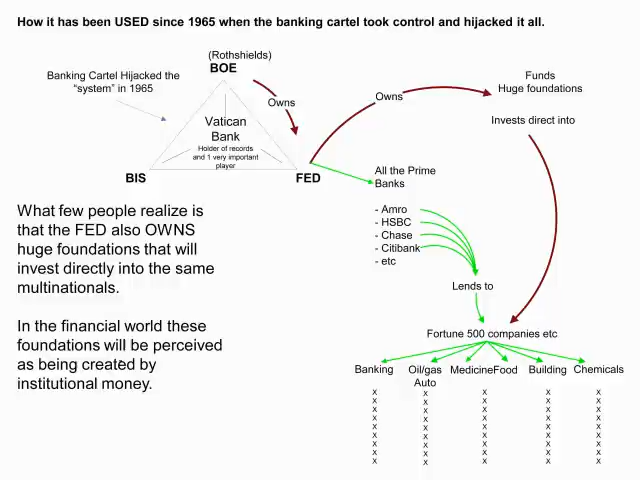 How it has been USED since 1965 when the banking cartel took control and hijacked it all.
(Rothshields)
BOE
Banking Cartel Hijacked the
“system” in 1965
Owns
Vatican
Bank
Holder of records
and 1 very important
player
BIS
FED
Owns
Funds
Huge foundations
Invests direct into
All the Prime
Banks
- Amro
- HSBC
- Chase
- Citibank
- etc
Lends to
What few people realize is
that the FED also OWNS
huge foundations that will
invest directly into the same
multinationals.
In the financial world these
foundations will be perceived
as being created by
institutional money.
Fortune 500 companies etc
Banking Oil/gas MedicineFood Building Chemicals
Auto
x x x x x
x x x x x
x x x x x
x x x x x
x x x x x
x x x x x
x x x x x
x x x x x
x x x x x